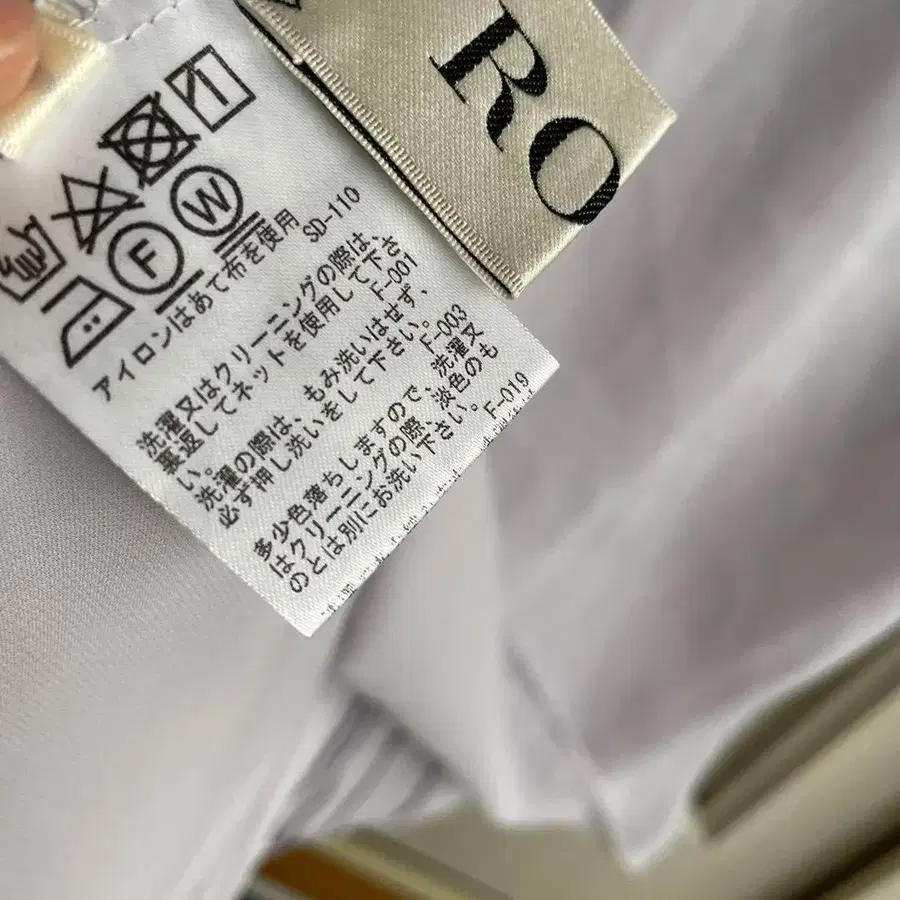 RO
F
W
アイロンはあて布を使用
SD-110
洗濯又はクリーニングの際は、
裏返してネットを使用して下さ
い。
F-001
洗濯の際は、もみ洗いはせず、
必ず押し洗いをして下さい。
F-003
多少色落ちしますので、洗濯又
はクリーニングの際、淡色のも
のとは別にお洗い下さい。
F-019